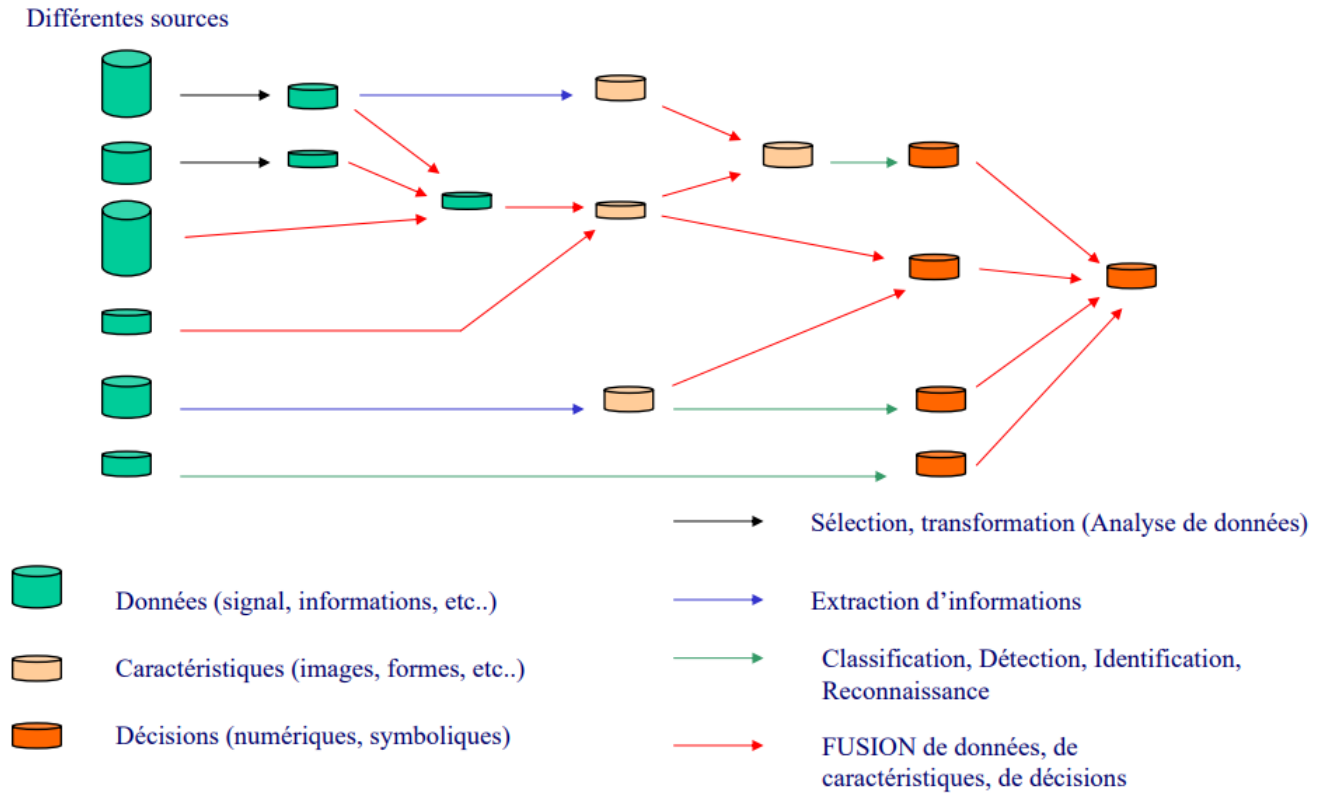 Différentes sources
Sélection, transformation (Analyse de données)
Données (signal, informations, etc..)
Extraction d'informations
Caractéristiques (images, formes, etc..)
Classification, Détection, Identification,
Reconnaissance
Décisions (numériques, symboliques)
FUSION de données, de
caractéristiques, de décisions